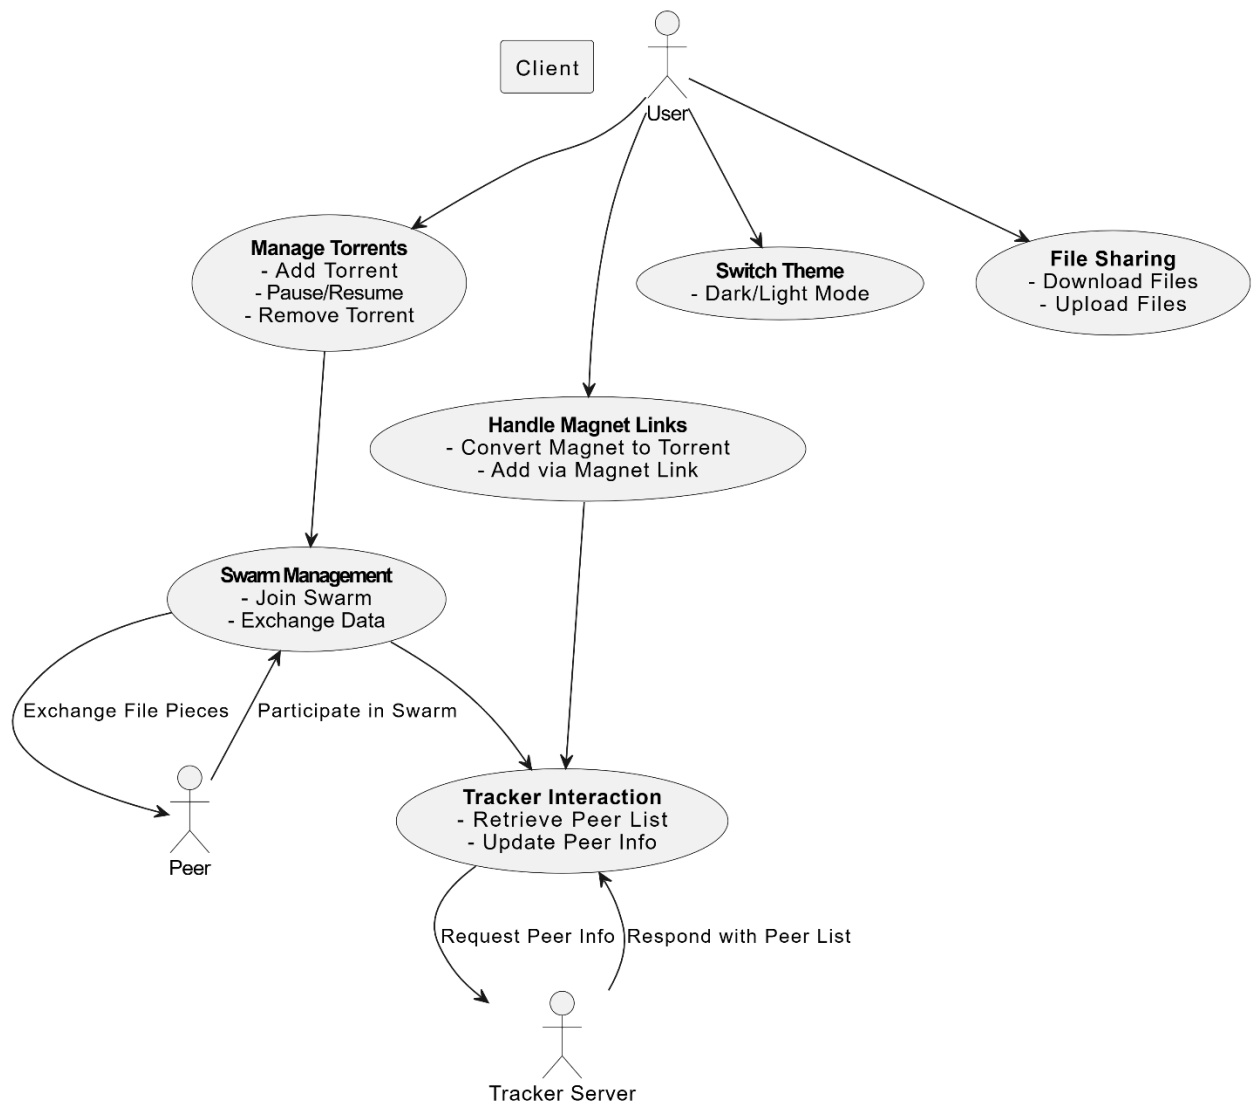 Client
User
Manage Torrents
- Add Torrent
- Pause/Resume
- Remove Torrent
Switch Theme
- Dark/Light Mode
File Sharing
- Download Files
- Upload Files
Handle Magnet Links
- Convert Magnet to Torrent
- Add via Magnet Link
Swarm Management
- Join Swarm
- Exchange Data
Exchange File Pieces
Participate in Swarm
Peer
Tracker Interaction
- Retrieve Peer List
- Update Peer Info
Request Peer Info
Respond with Peer List
Tracker Server